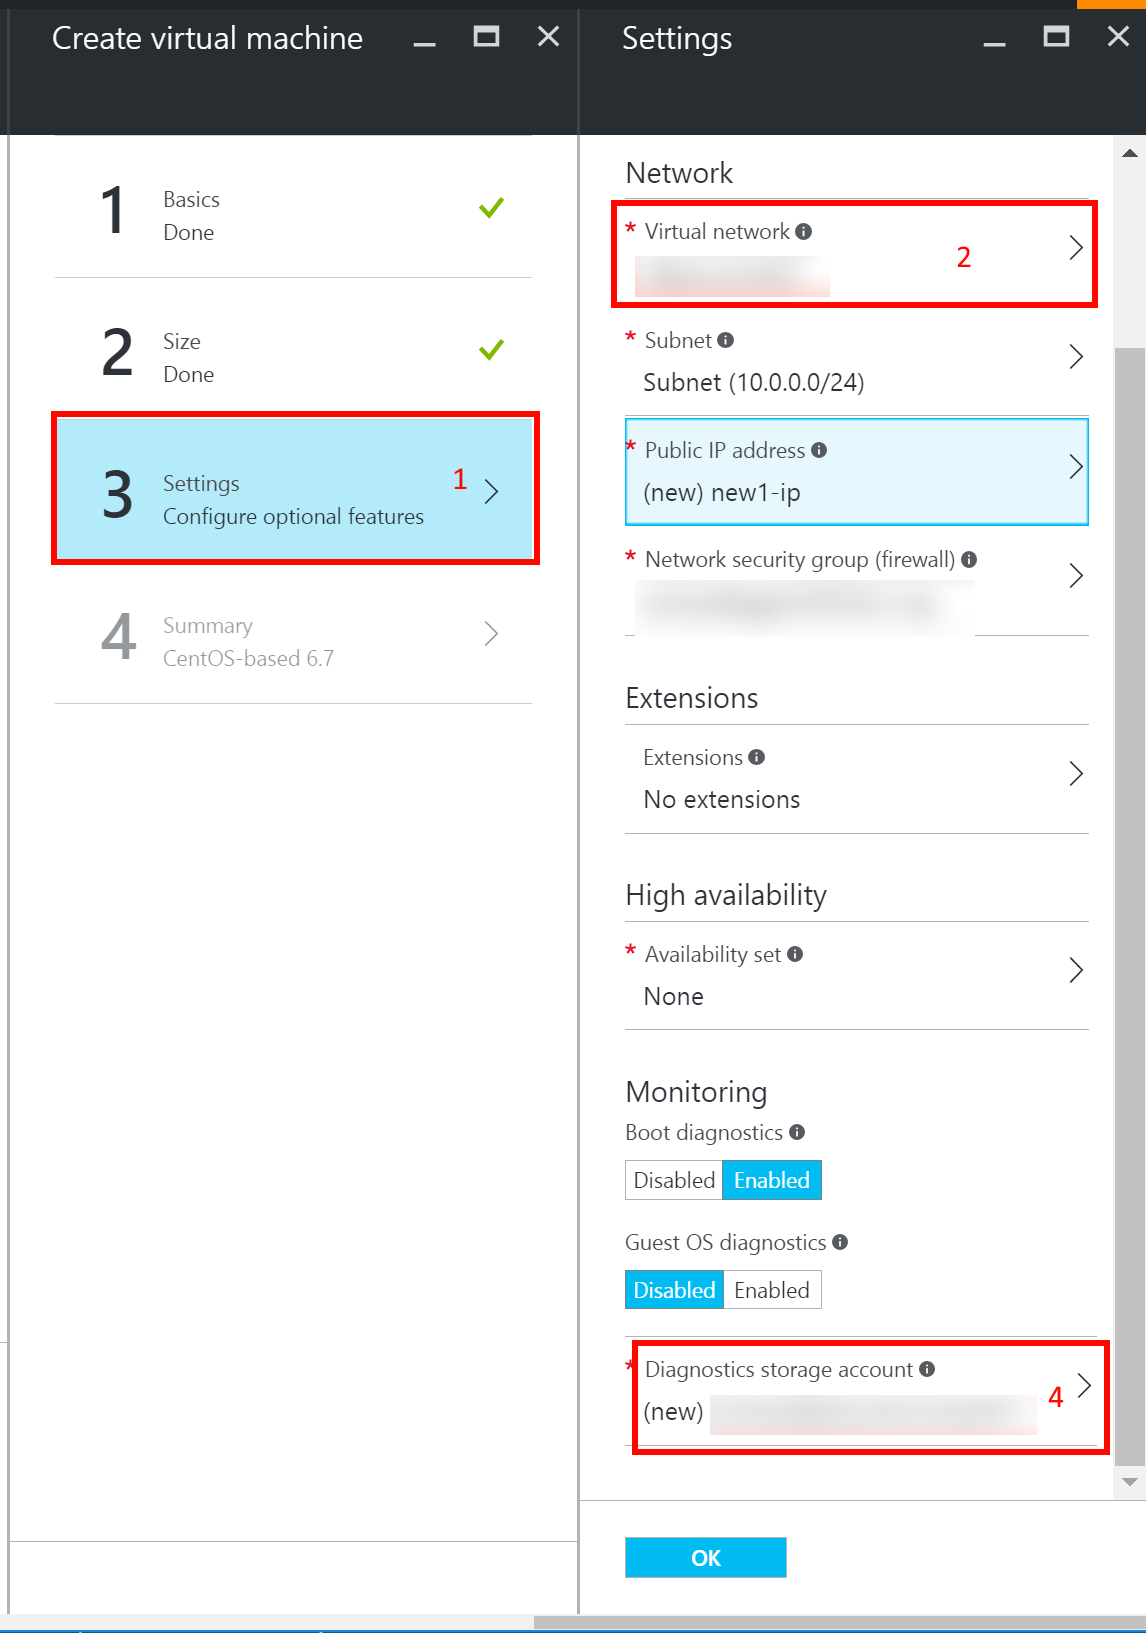 Create virtual machine
1
Basics
Done
2
Size
Done
3
Settings
Configure optional features
1
4
Summary
CentOS-based 6.7
Settings
Network
* Virtual network
2
* Subnet
Subnet (10.0.0.0/24)
* Public IP address
(new) new1-ip
* Network security group (firewall)
Extensions
Extensions
No extensions
High availability
* Availability set
None
Monitoring
Boot diagnostics
Disabled Enabled
Guest OS diagnostics
Disabled Enabled
* Diagnostics storage account
(new)
4
OK